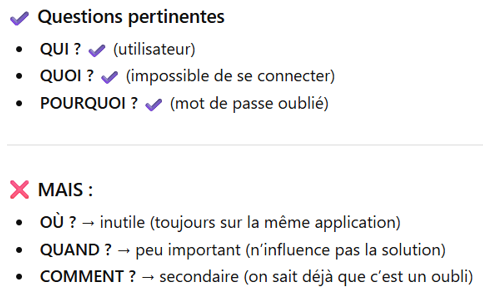 ✔ Questions pertinentes
• QUI ? ✔ (utilisateur)
• QUOI ? ✔ (impossible de se connecter)
• POURQUOI ? ✔ (mot de passe oublié)
❌ MAIS :
• OÙ ? → inutile (toujours sur la même application)
• QUAND ? → peu important (n’influence pas la solution)
• COMMENT ? → secondaire (on sait déjà que c’est un oubli)